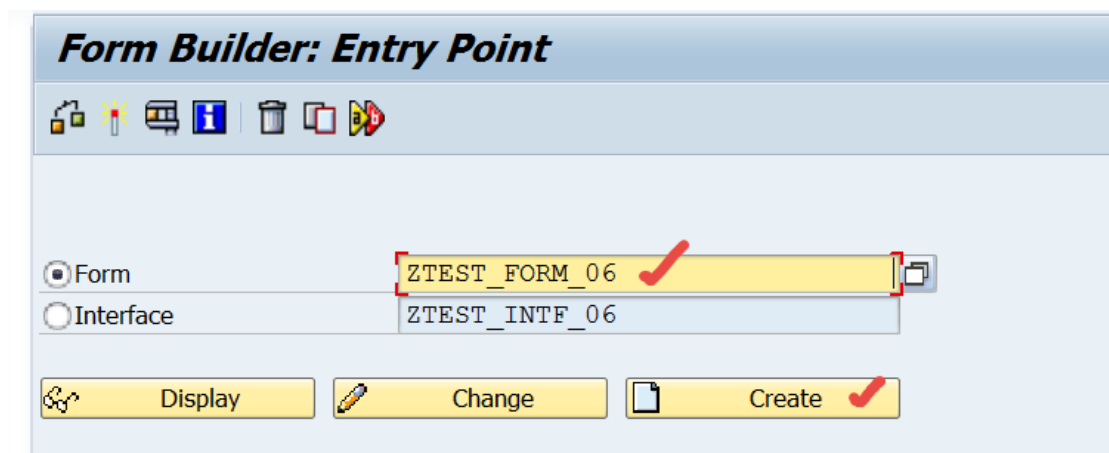 Form Builder: Entry Point
Form ZTEST_FORM_06
Interface ZTEST_INTF_06
Display Change Create